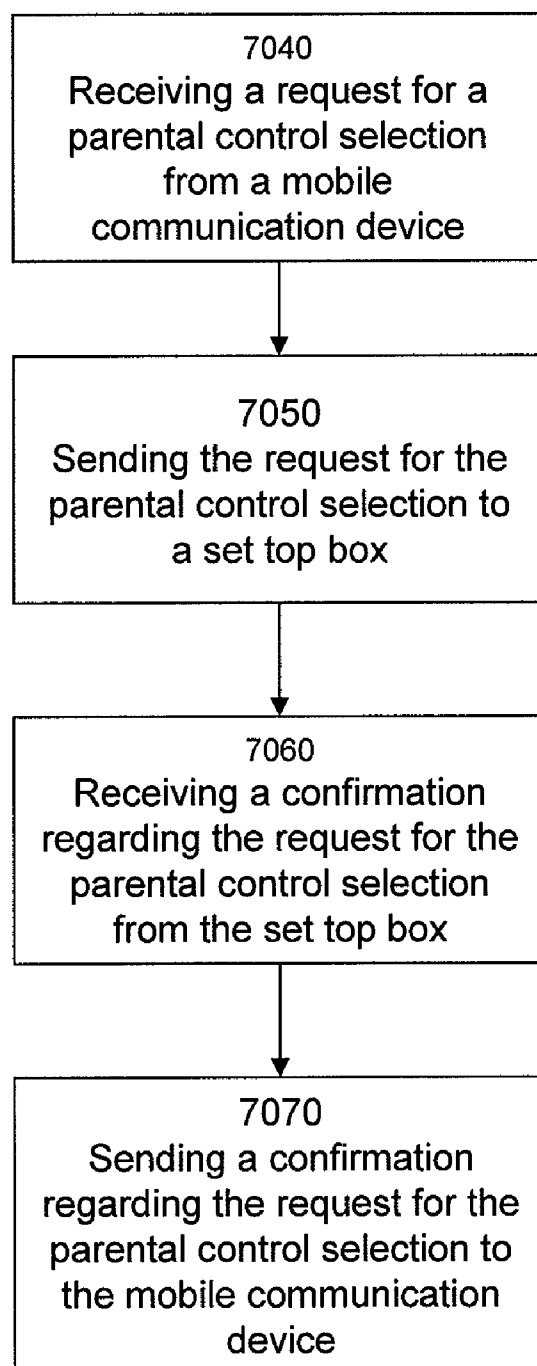 7040
Receiving a request for a
parental control selection
from a mobile
communication device
7050
Sending the request for the
parental control selection to
a set top box
7060
Receiving a confirmation
regarding the request for the
parental control selection
from the set top box
7070
Sending a confirmation
regarding the request for the
parental control selection to
the mobile communication
device